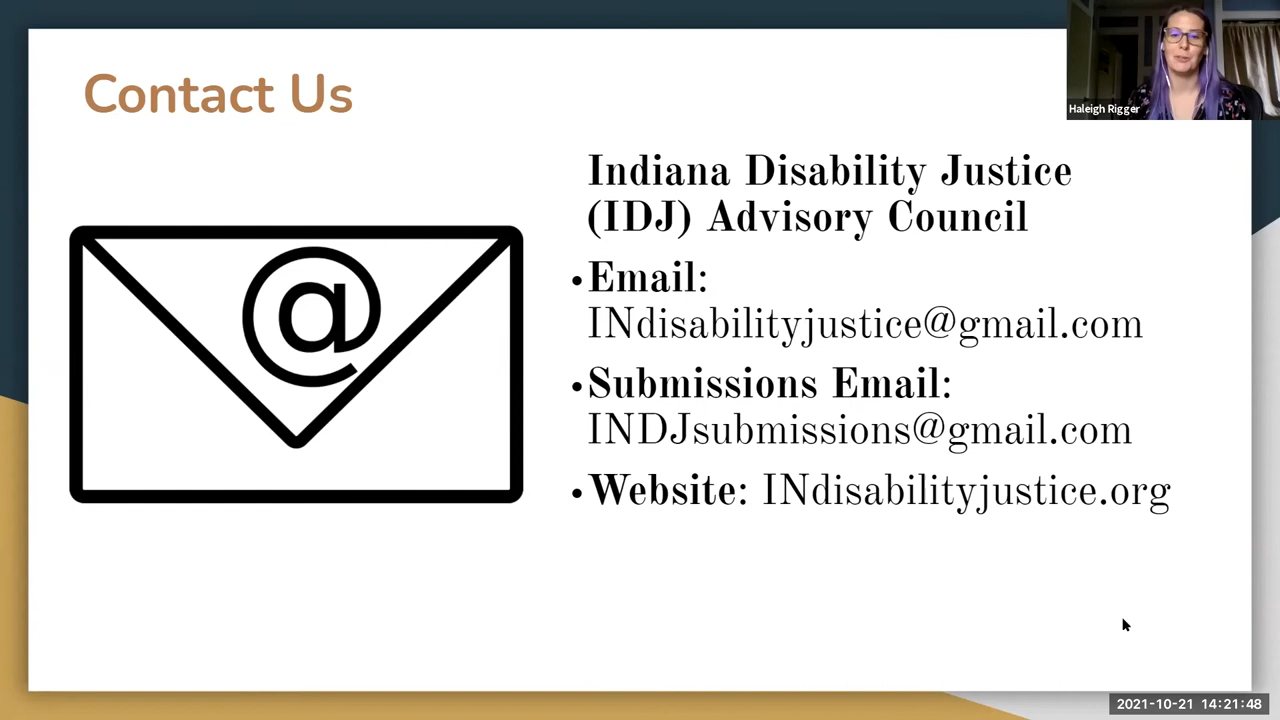 Contact Us
Haleigh Rigger
Indiana Disability Justice
(IDJ) Advisory Council
•Email:
INdisabilityjustice@gmail.com
•Submissions Email:
INDJsubmissions@gmail.com
•Website: INdisabilityjustice.org
@
2021-10-21 14:21:48